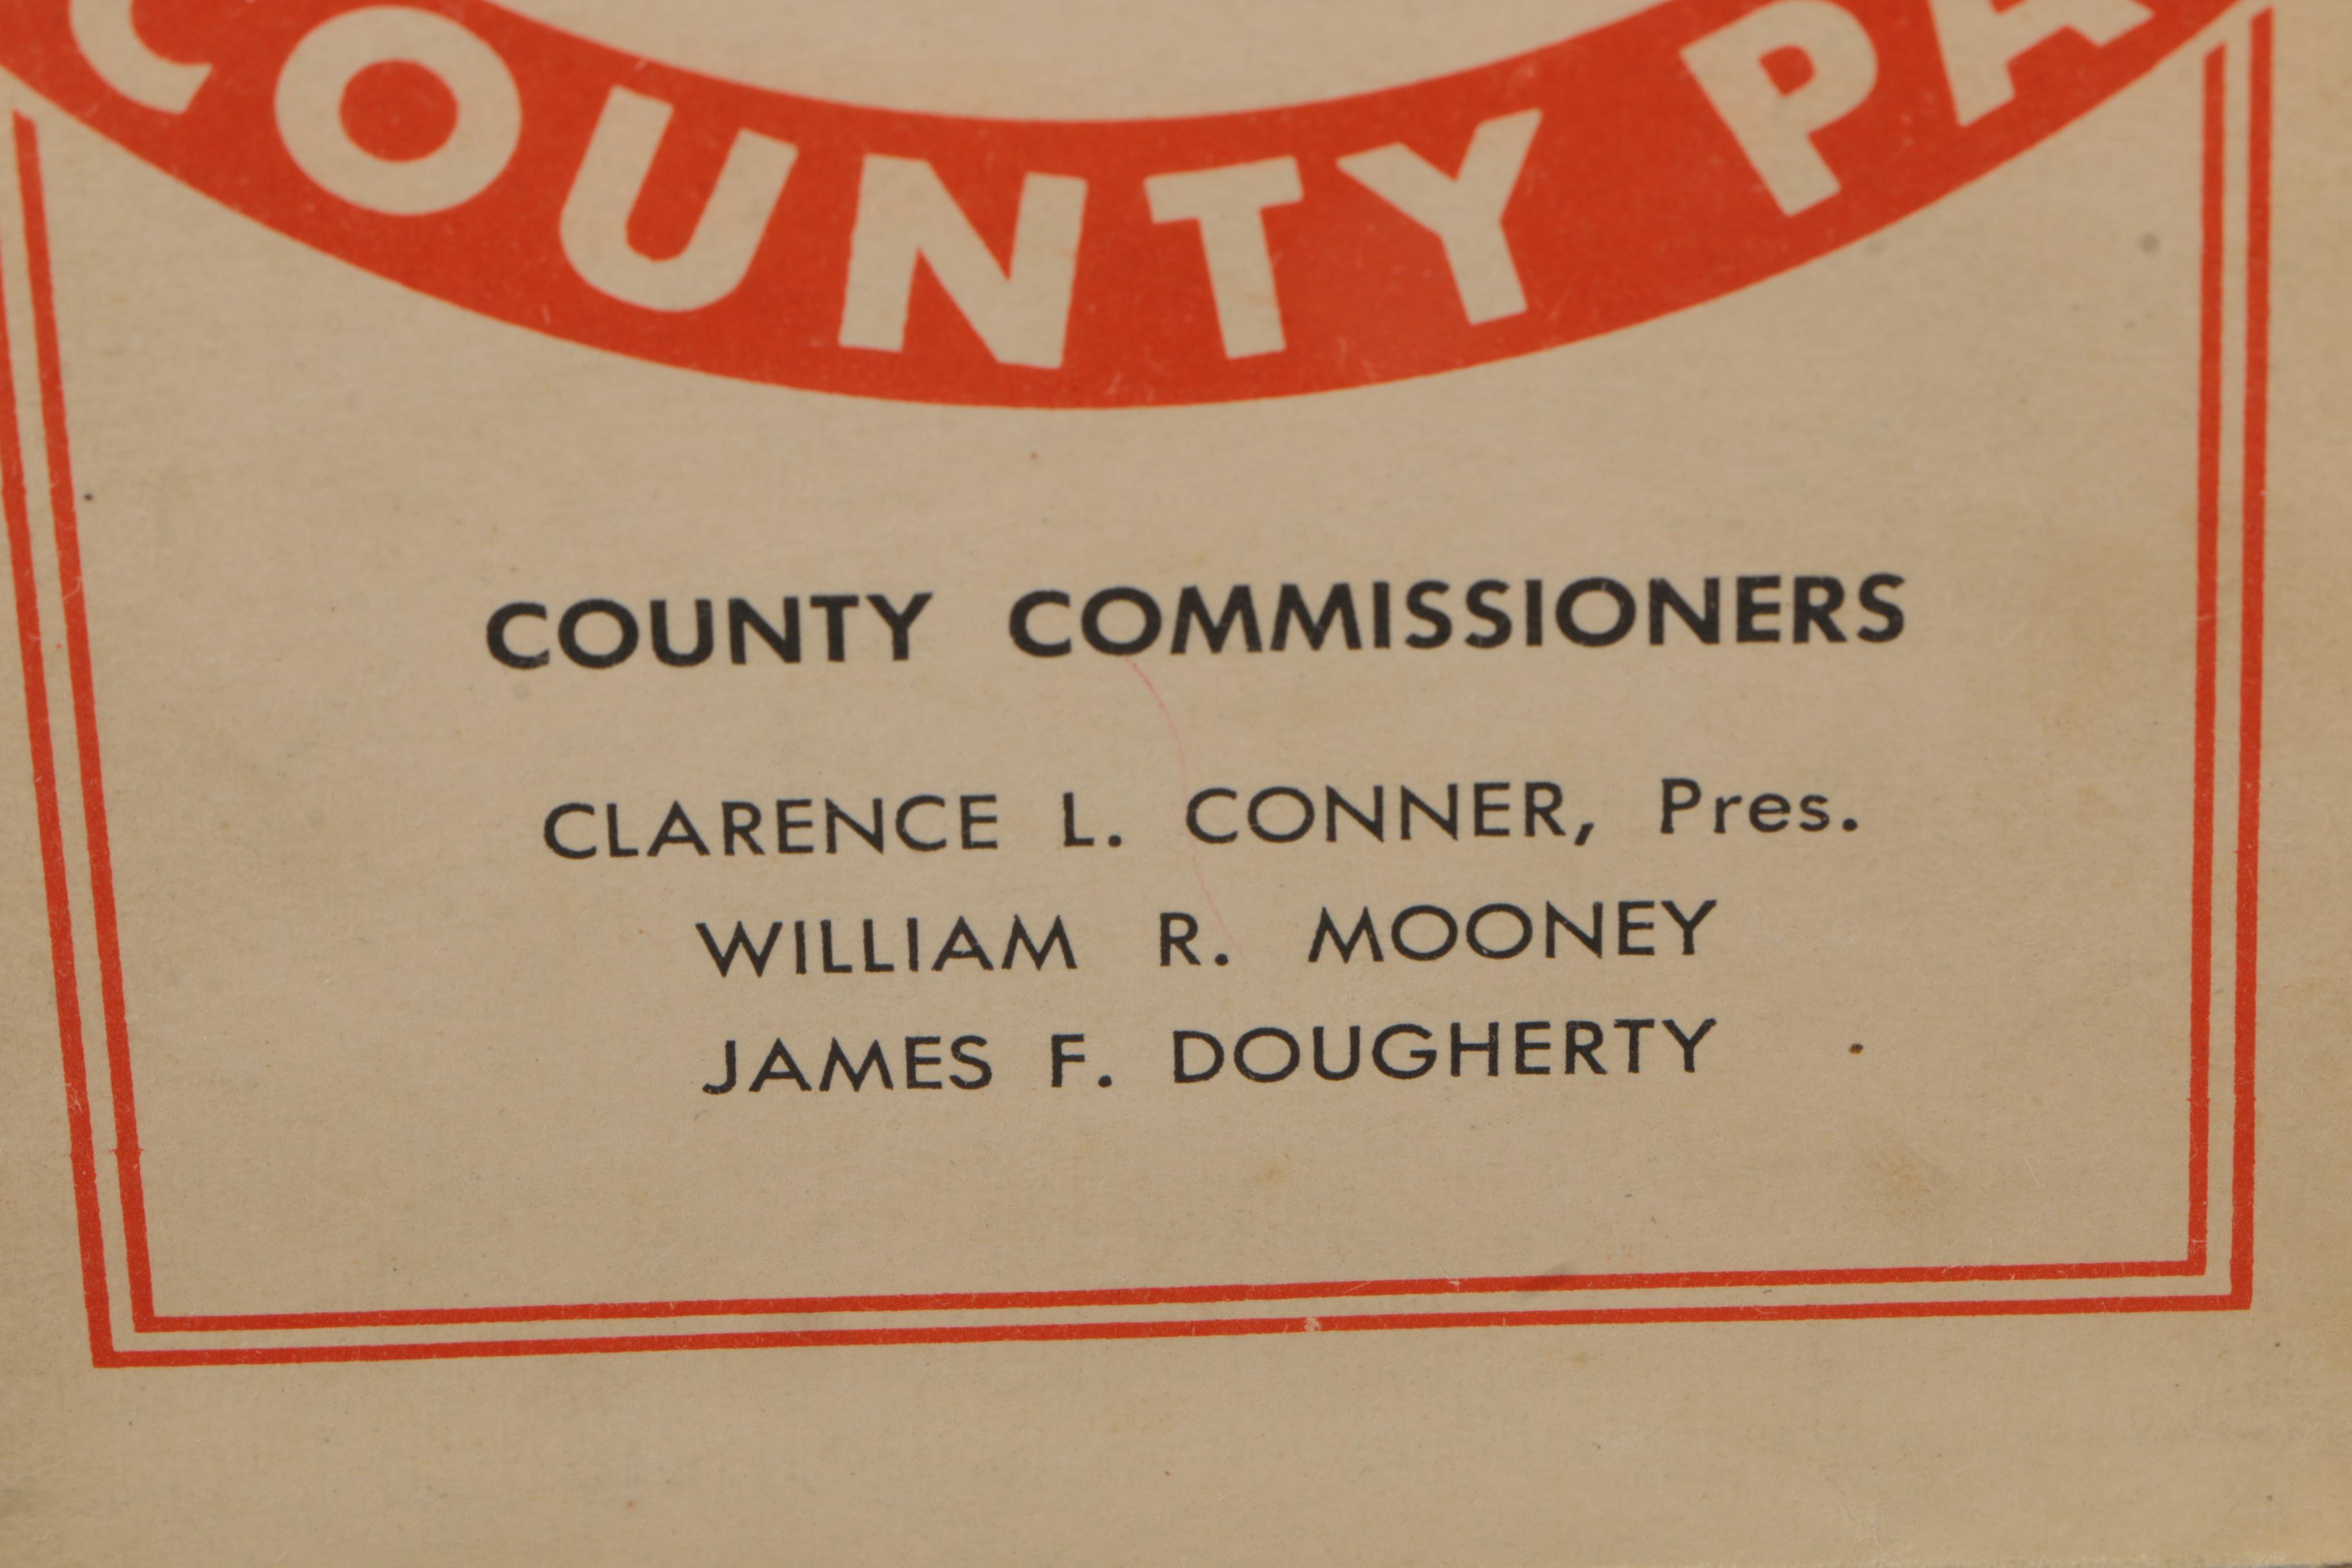 COUNTY PA
COUNTY COMMISSIONERS
CLARENCE L. CONNER, Pres.
WILLIAM R. MOONEY
JAMES F. DOUGHERTY